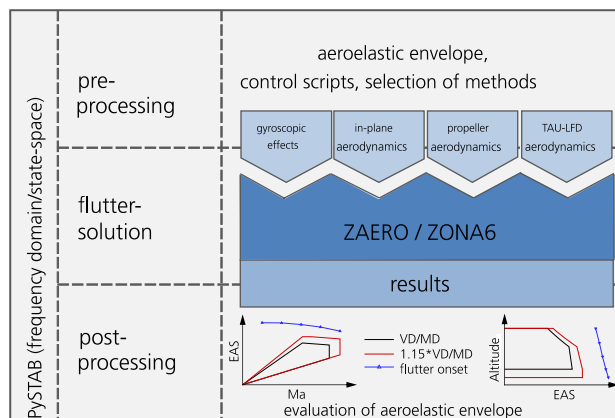 PySTAB (frequency domain/state-space)
pre-
processing
aeroelastic envelope,
control scripts, selection of methods
gyroscopic
effects
in-plane
aerodynamics
propeller
aerodynamics
TAU-LFD
aerodynamics
flutter-
solution
ZAERO / ZONA6
results
post-
processing
EAS
Ma
VD/MD
1.15*VD/MD
flutter onset
Altitude
EAS
evaluation of aeroelastic envelope